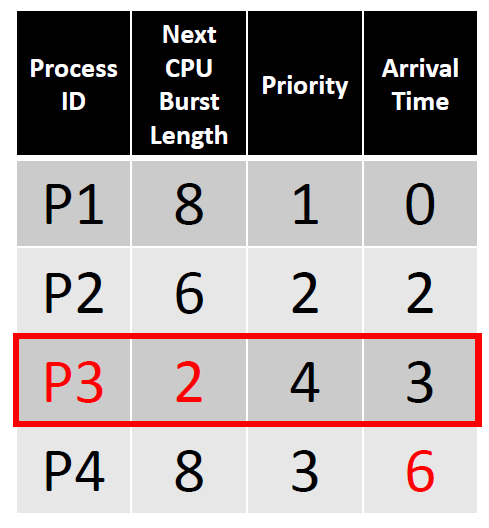 Process ID Next CPU Burst Length Priority Arrival Time
P1 8 1 0
P2 6 2 2
P3 2 4 3
P4 8 3 6